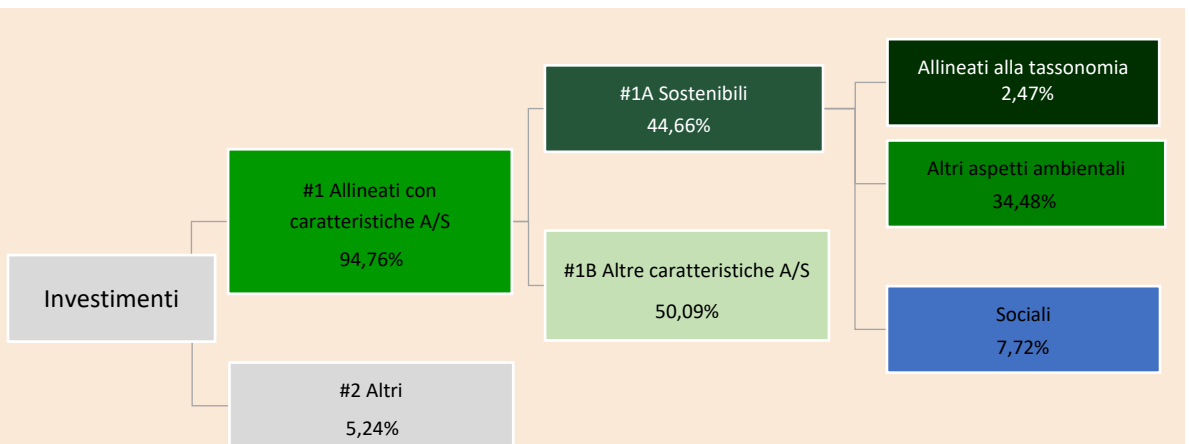 Investimenti
#1 Allineati con
caratteristiche A/S
94,76%
#2 Altri
5,24%
#1A Sostenibili
44,66%
#1B Altre caratteristiche A/S
50,09%
Allineati alla tassonomia
2,47%
Altri aspetti ambientali
34,48%
Sociali
7,72%